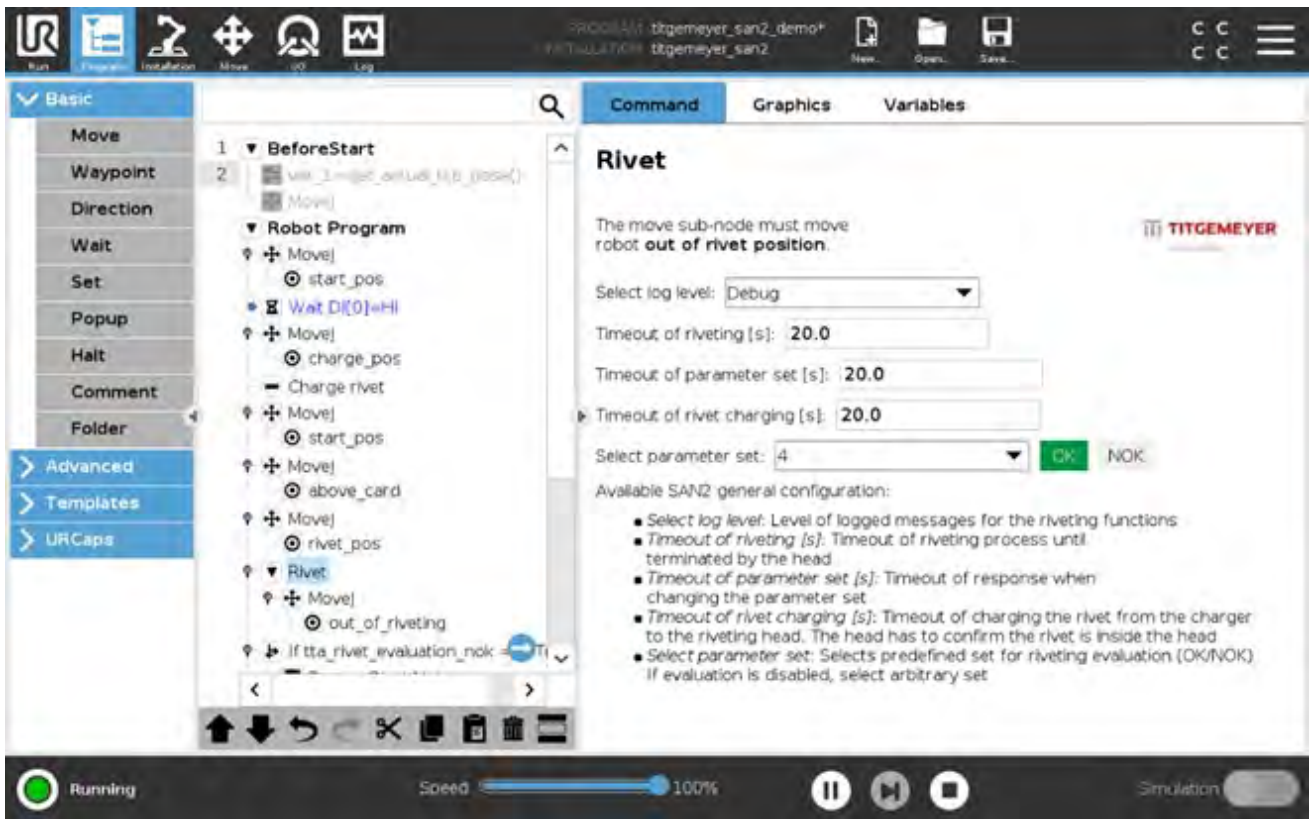 UR
PROGRAM titgemeyer_san2_demo*
INSTALLATION titgemeyer_san2
Run Program Installation Move I/O Log New... Open... Save...
C C
C C
Basic
Move
Waypoint
Direction
Wait
Set
Popup
Halt
Comment
Folder
Advanced
Templates
URCaps
1 BeforeStart
2 var_1:=get_actual_tcp_pose()
MoveJ
Robot Program
MoveJ
start_pos
Wait DI[0]=HI
MoveJ
charge_pos
Charge rivet
MoveJ
start_pos
MoveJ
above_card
MoveJ
rivet_pos
Rivet
MoveJ
out_of_riveting
If tta_rivet_evaluation_nok =
Command Graphics Variables
Rivet
The move sub-node must move
robot out of rivet position.
TITGEMEYER
Select log level: Debug
Timeout of riveting [s]: 20.0
Timeout of parameter set [s]: 20.0
Timeout of rivet charging [s]: 20.0
Select parameter set: 4 OK NOK
Available SAN2 general configuration:
Select log level: Level of logged messages for the riveting functions
Timeout of riveting [s]: Timeout of riveting process until
terminated by the head
Timeout of parameter set [s]: Timeout of response when
changing the parameter set
Timeout of rivet charging [s]: Timeout of charging the rivet from the charger
to the riveting head. The head has to confirm the rivet is inside the head
Select parameter set: Selects predefined set for riveting evaluation (OK/NOK)
If evaluation is disabled, select arbitrary set
Running
Speed 100%
Simulation